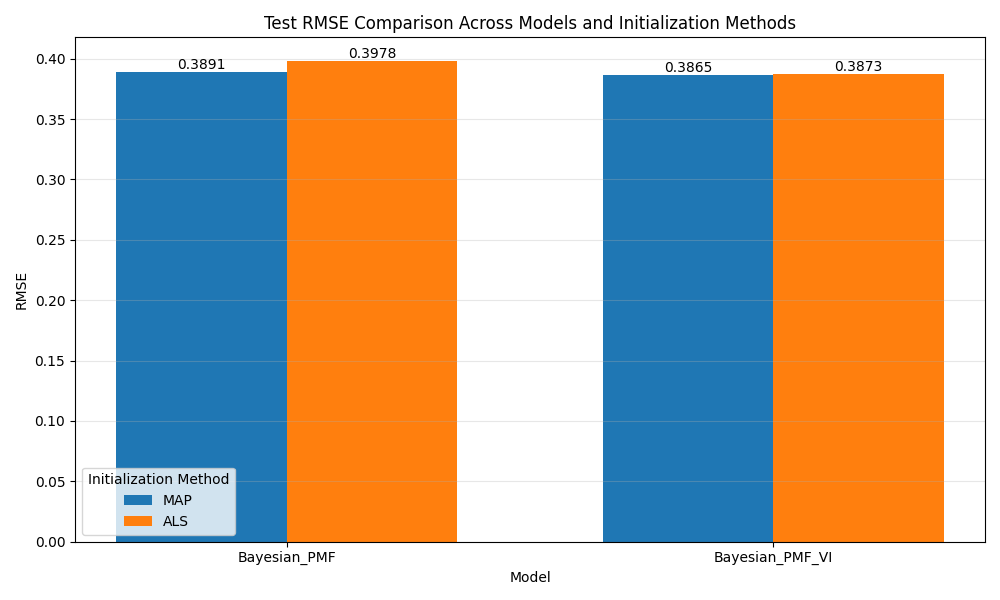 Test RMSE Comparison Across Models and Initialization Methods
RMSE
0.40
0.35
0.30
0.25
0.20
0.15
0.10
0.05
0.00
0.3891
0.3978
0.3865
0.3873
Initialization Method
MAP
ALS
Bayesian_PMF
Bayesian_PMF_VI
Model